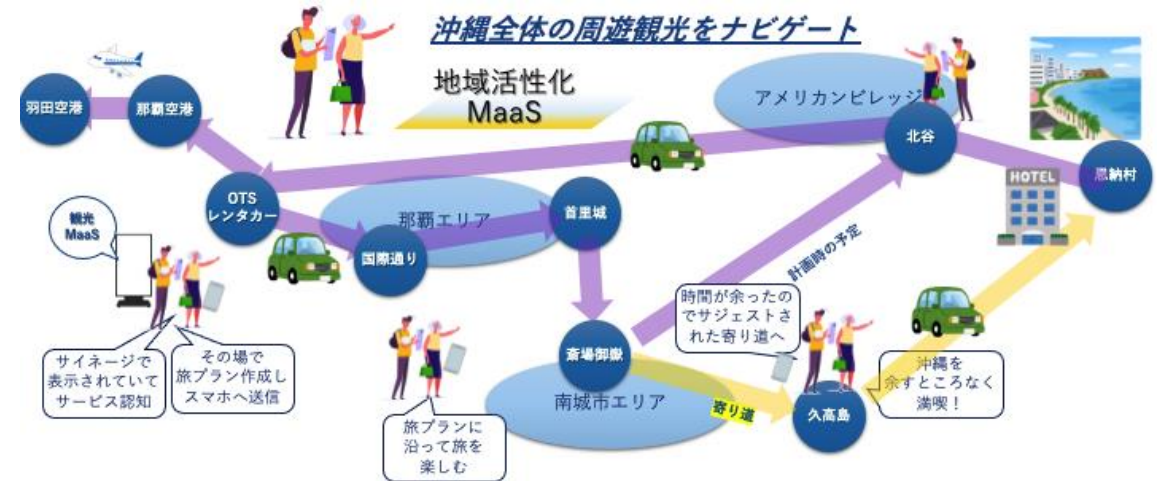 沖縄全体の周遊観光をナビゲート
地域活性化
MaaS
アメリカンビレッジ
羽田空港
那覇空港
北谷
恩納村
HOTEL
OTS
レンタカー
那覇エリア
首里城
観光
MaaS
国際通り
計画時の予定
時間が余ったの
でサジェストさ
れた寄り道へ
斎場御嶽
サイネージで
表示されていて
サービス認知
その場で
旅プラン作成し
スマホへ送信
南城市エリア
寄り道
久高島
沖縄を
余すところなく
満喫！
旅プランに
沿って旅を
楽しむ